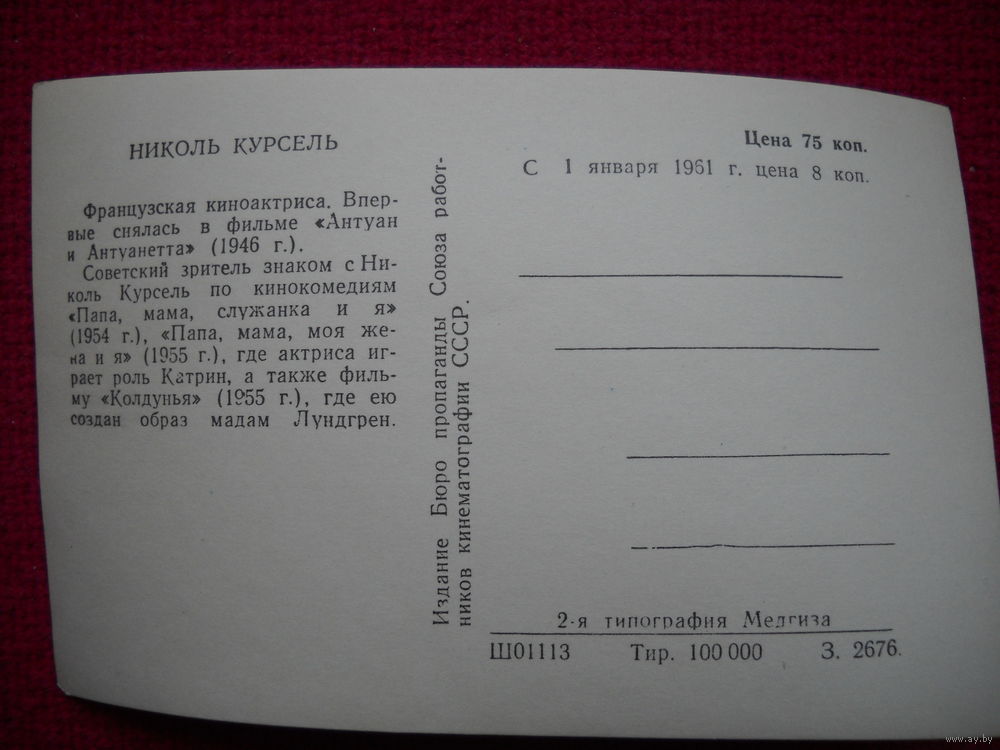 НИКОЛЬ КУРСЕЛЬ
Французская киноактриса. Впер-
вые снялась в фильме «Антуан
и Антуанетта» (1946 г.).
Советский зритель знаком с Ни-
коль Курсель по кинокомедиям
«Папа, мама, служанка и я»
(1954 г.), «Папа, мама, моя же-
на и я» (1955 г.), где актриса иг-
рает роль Катрин, а также филь-
му «Колдунья» (1955 г.), где ею
создан образ мадам Лундгрен.
Издание Бюро пропаганды Союза работ-
ников кинематографии СССР.
Цена 75 коп.
С 1 января 1961 г. цена 8 коп.
2-я типография Медгиза
Ш01113 Тир. 100 000 З. 2676.
www.ay.by